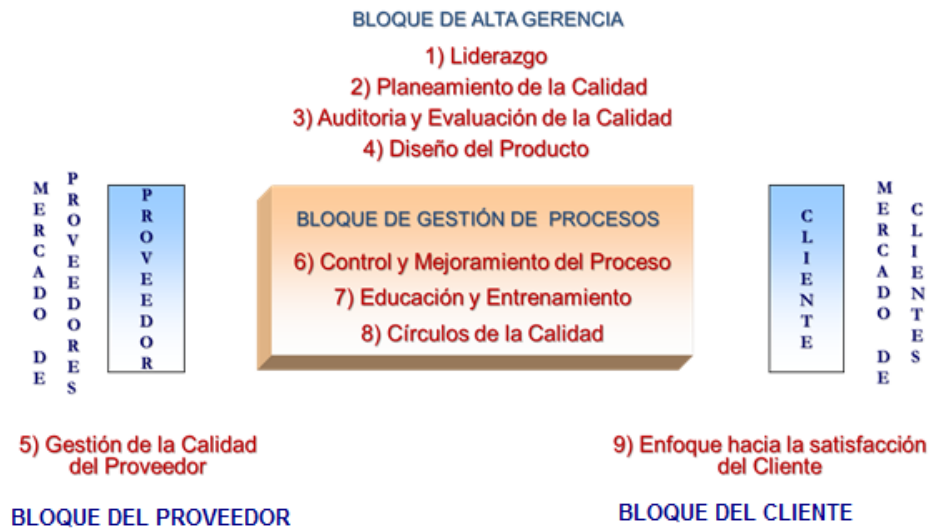 BLOQUE DE ALTA GERENCIA
1) Liderazgo
2) Planeamiento de la Calidad
3) Auditoria y Evaluación de la Calidad
4) Diseño del Producto
MERCADO DE
PROVEEDORES
PROVEEDOR
BLOQUE DE GESTIÓN DE PROCESOS
6) Control y Mejoramiento del Proceso
7) Educación y Entrenamiento
8) Círculos de la Calidad
CLIENTE
MERCADO DE
CLIENTES
5) Gestión de la Calidad
del Proveedor
9) Enfoque hacia la satisfacción
del Cliente
BLOQUE DEL PROVEEDOR
BLOQUE DEL CLIENTE